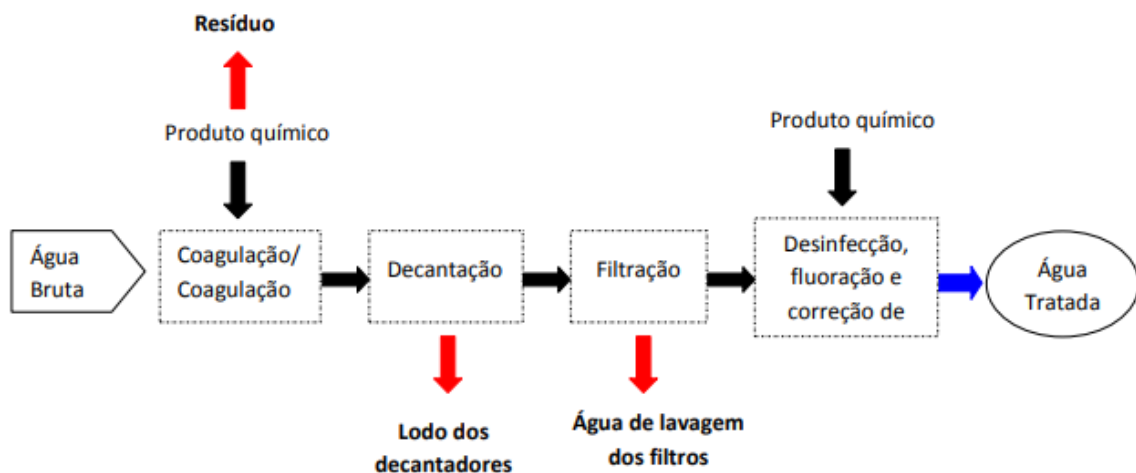 Resíduo
Produto químico
Produto químico
Água
Bruta
Coagulação/
Coagulação
Decantação
Filtração
Desinfecção,
fluoração e
correção de
Água
Tratada
Lodo dos
decantadores
Água de lavagem
dos filtros